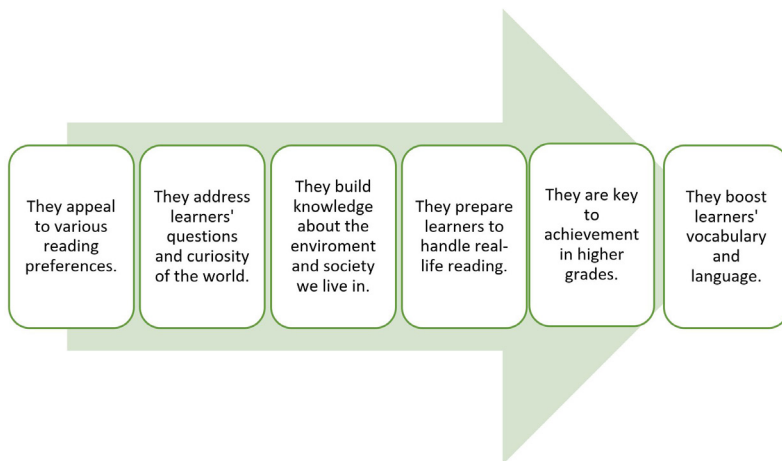 They appeal
to various
reading
preferences.
They address
learners'
questions
and curiosity
of the world.
They build
knowledge
about the
enviroment
and society
we live in.
They prepare
learners to
handle real-
life reading.
They are key
to
achievement
in higher
grades.
They boost
learners'
vocabulary
and
language.